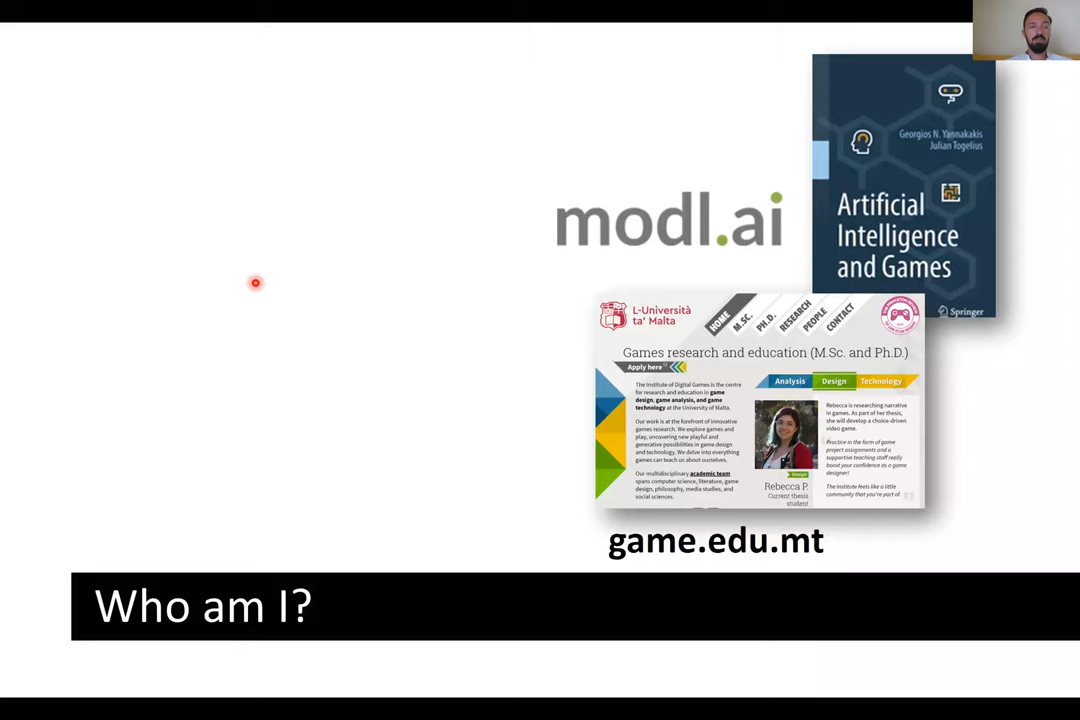 Georgios N. Yannakakis
Julian Togelius
modl.ai
Artificial
Intelligence
and Games
Springer
L-Università
ta' Malta
HOME
M.SC.
PH.D.
RESEARCH
PEOPLE
CONTACT
Games research and education (M.Sc. and Ph.D.)
Apply here
Analysis
Design
Technology
The Institute of Digital Games is the centre
for research and education in game
design, game analysis, and game
technology at the University of Malta.
Our work is at the forefront of innovative
games research. We explore games and
play, uncovering new playful and
generative possibilities in game design
and technology. We delve into everything
games can teach us about ourselves.
Our multidisciplinary academic team
spans computer science, literature, game
design, philosophy, media studies, and
social sciences.
Rebecca is researching narrative
in games. As part of her thesis,
she will develop a choice-driven
video game.
Practice in the form of game
project assignments and a
supportive teaching staff really
boost your confidence as a game
designer!
The Institute feels like a little
community that you're part of.
Design
Rebecca P.
Current thesis
student
game.edu.mt
Who am I?